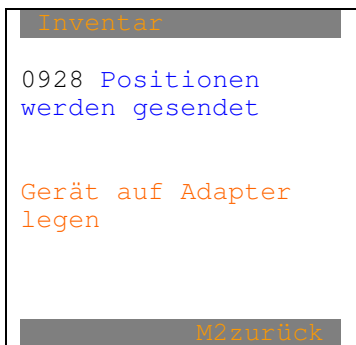 Inventar
0928 Positionen
werden gesendet
Gerät auf Adapter
legen
M2zurück